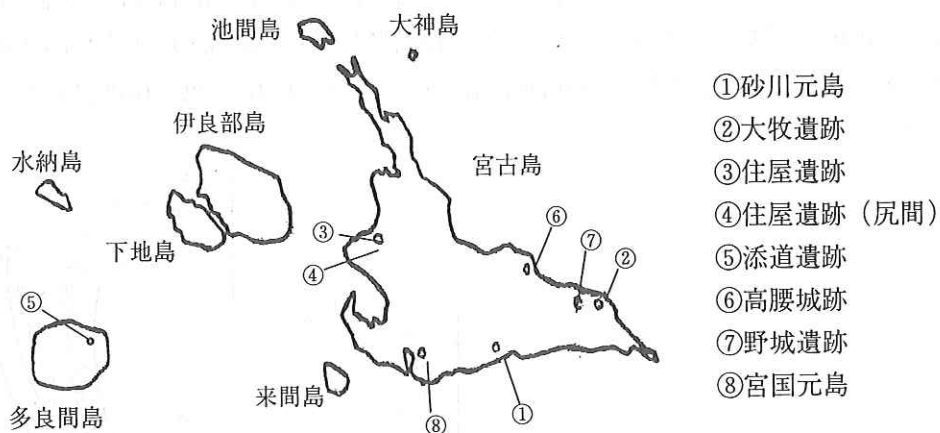 池間島
大神島
伊良部島
水納島
宮古島
下地島
③
④
⑥
⑦
②
⑤
多良間島
来間島
⑧
①
①砂川元島
②大牧遺跡
③住屋遺跡
④住屋遺跡（尻間）
⑤添道遺跡
⑥高腰城跡
⑦野城遺跡
⑧宮国元島